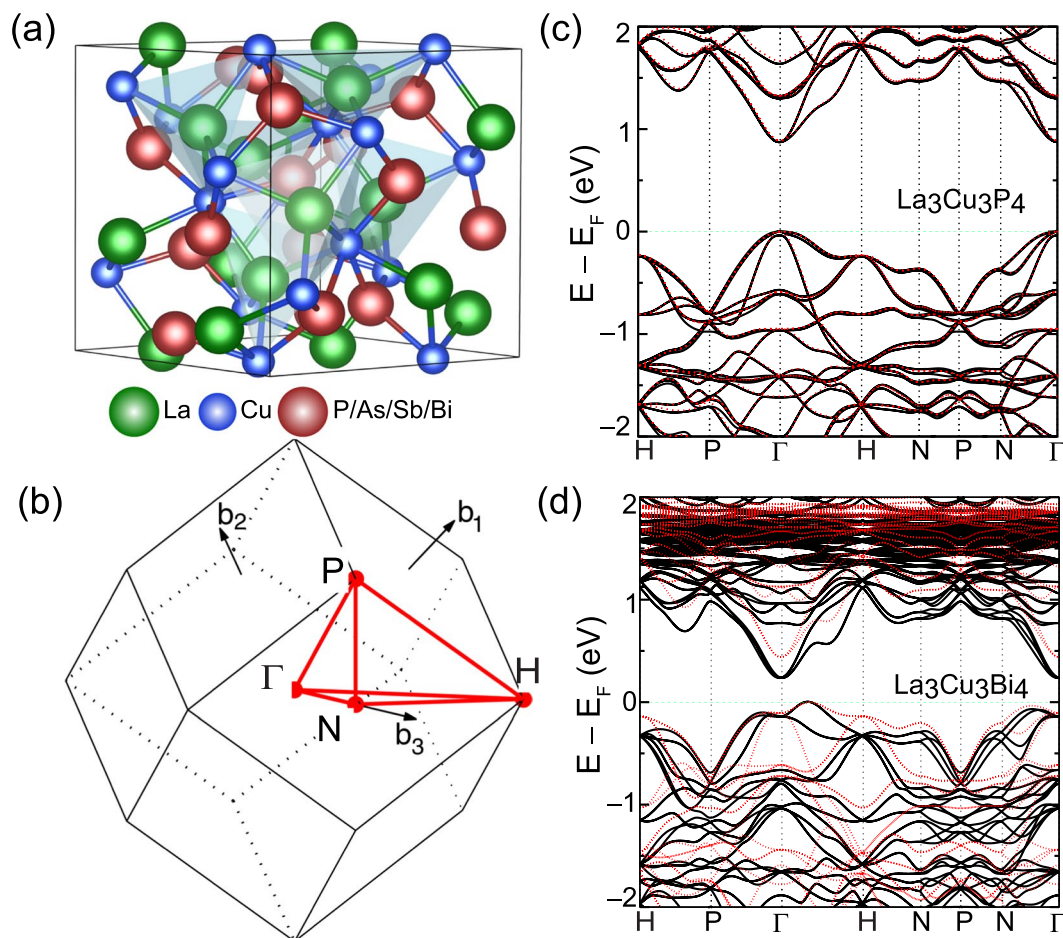 (a)
La Cu P/As/Sb/Bi
(b)
b2
b1
P
Γ
H
N
b3
(c)
2
1
0
–1
–2
E – EF (eV)
La3Cu3P4
H P Γ H N P N Γ
(d)
2
1
0
–1
–2
E – EF (eV)
La3Cu3Bi4
H P Γ H N P N Γ